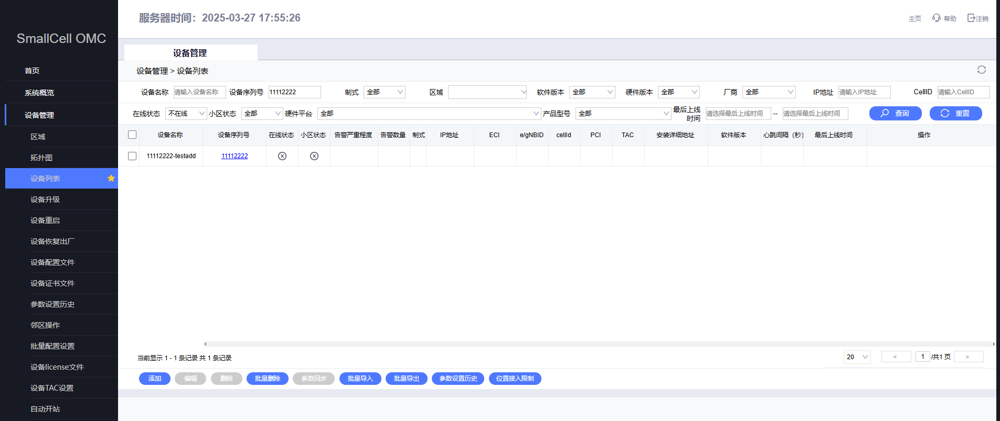 SmallCell OMC
首页
系统概览
设备管理
区域
拓扑图
设备列表
设备升级
设备重启
设备恢复出厂
设备配置文件
设备证书文件
参数设置历史
邻区操作
批量配置设置
设备license文件
设备TAC设置
自动开站
服务器时间：2025-03-27 17:55:26
主页 帮助 注销
设备管理
设备管理 > 设备列表
设备名称 请输入设备名称 设备序列号 11112222 制式 全部 区域 软件版本 全部 硬件版本 全部 厂商 全部 IP地址 请输入IP地址 CellID 请输入CellID
在线状态 不在线 小区状态 全部 硬件平台 全部 产品型号 全部 最后上线时间 请选择最后上线时间 -- 请选择最后上线时间 查询 重置
设备名称 设备序列号 在线状态 小区状态 告警严重程度 告警数量 制式 IP地址 ECI e/gNBID cellId PCI TAC 安装详细地址 软件版本 心跳间隔（秒） 最后上线时间 操作
11112222-testadd 11112222
当前显示 1 - 1 条记录 共 1 条记录
20 < 1 /共1 页 >
添加 编辑 删除 批量删除 参数同步 批量导入 批量导出 参数设置历史 位置接入限制